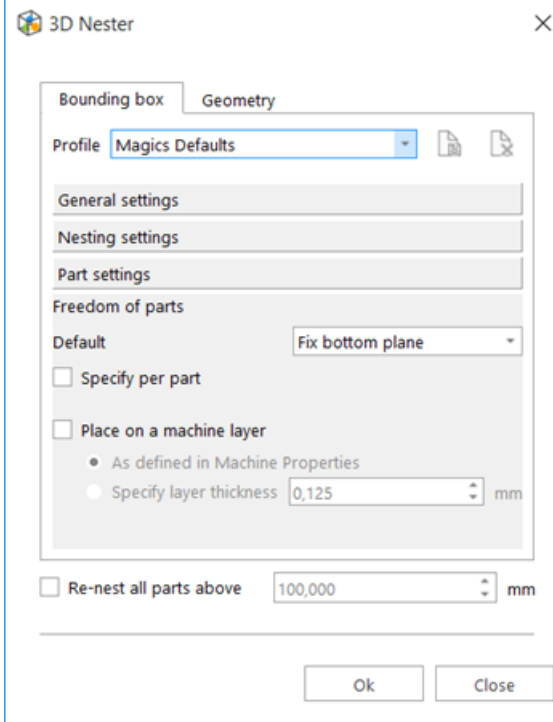 3D Nester
Bounding box Geometry
Profile Magics Defaults
General settings
Nesting settings
Part settings
Freedom of parts
Default Fix bottom plane
Specify per part
Place on a machine layer
As defined in Machine Properties
Specify layer thickness 0,125 mm
Re-nest all parts above 100,000 mm
Ok Close